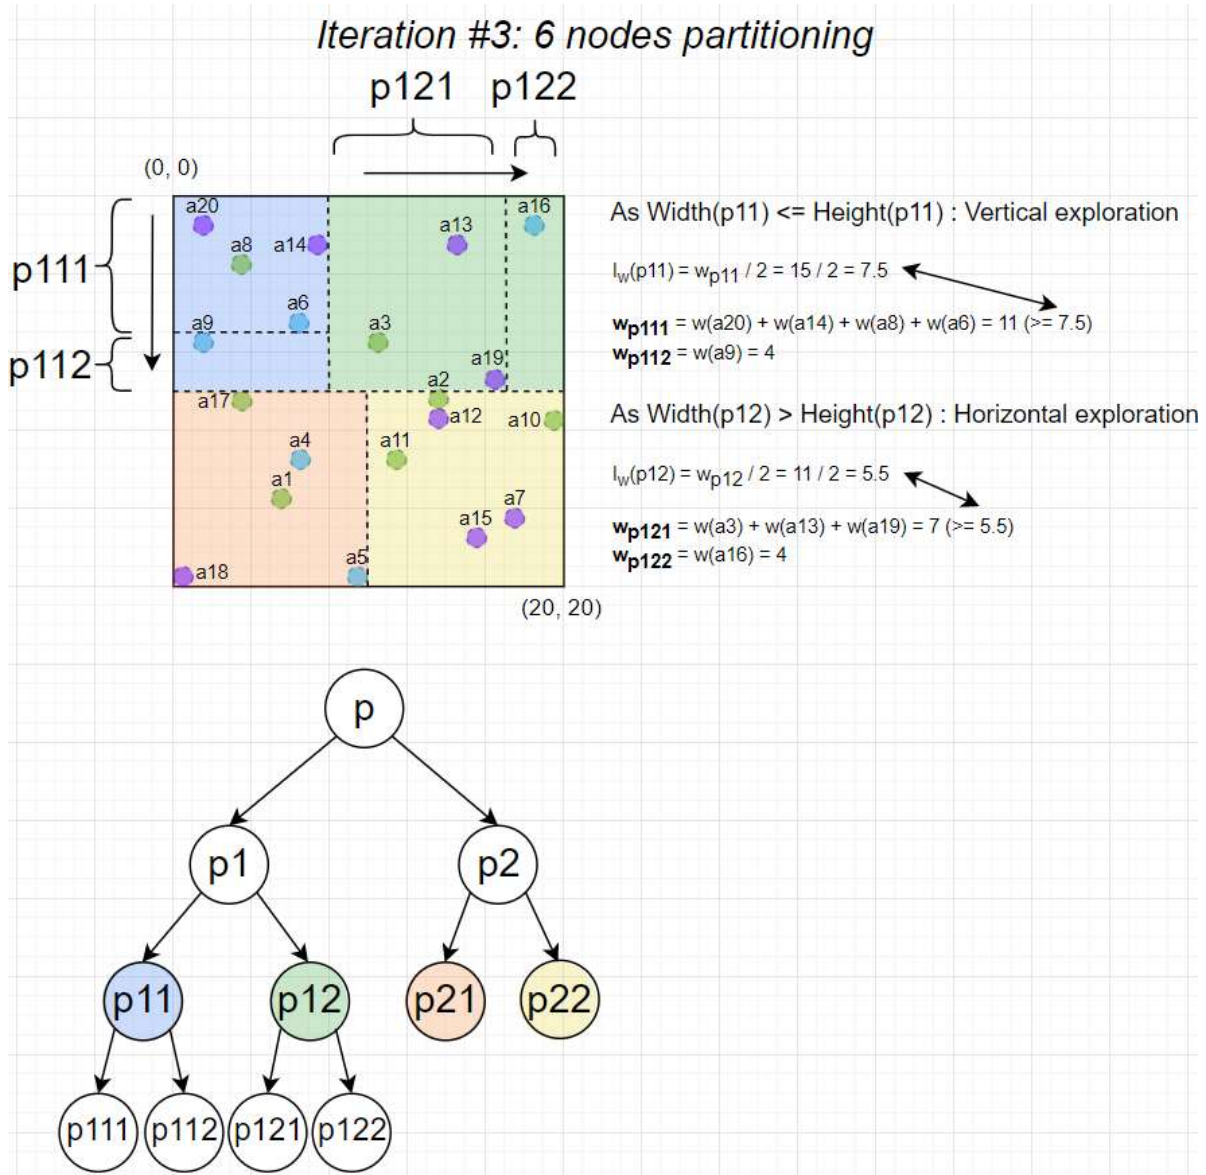 Iteration #3: 6 nodes partitioning
p121 p122
(0, 0)
a20
a16
a8
a14
a13
p111
a6
a9
a3
p112
a19
a17
a2
a12
a10
a4
a11
a1
a7
a15
a5
a18
(20, 20)
As Width(p11) <= Height(p11) : Vertical exploration
lw(p11) = wp11 / 2 = 15 / 2 = 7.5
wp111 = w(a20) + w(a14) + w(a8) + w(a6) = 11 (>= 7.5)
wp112 = w(a9) = 4
As Width(p12) > Height(p12) : Horizontal exploration
lw(p12) = wp12 / 2 = 11 / 2 = 5.5
wp121 = w(a3) + w(a13) + w(a19) = 7 (>= 5.5)
wp122 = w(a16) = 4
p
p1 p2
p11 p12 p21 p22
p111 p112 p121 p122